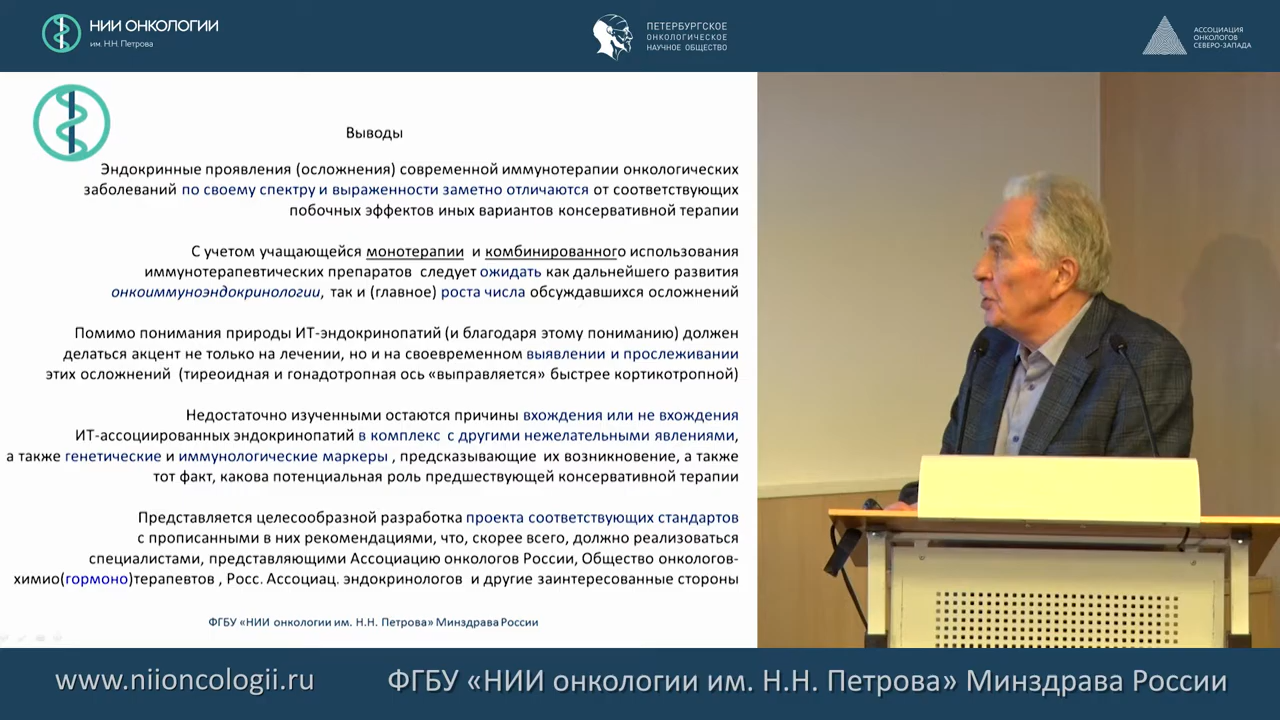 НИИ ОНКОЛОГИИ
им. Н.Н. Петрова
ПЕТЕРБУРГСКОЕ
ОНКОЛОГИЧЕСКОЕ
НАУЧНОЕ ОБЩЕСТВО
АССОЦИАЦИЯ
ОНКОЛОГОВ
СЕВЕРО-ЗАПАДА
Выводы
Эндокринные проявления (осложнения) современной иммунотерапии онкологических
заболеваний по своему спектру и выраженности заметно отличаются от соответствующих
побочных эффектов иных вариантов консервативной терапии
С учетом учащающейся монотерапии и комбинированного использования
иммунотерапевтических препаратов следует ожидать как дальнейшего развития
онкоиммуноэндокринологии, так и (главное) роста числа обсуждавшихся осложнений
Помимо понимания природы ИТ-эндокринопатий (и благодаря этому пониманию) должен
делаться акцент не только на лечении, но и на своевременном выявлении и прослеживании
этих осложнений (тиреоидная и гонадотропная ось «выправляется» быстрее кортикотропной)
Недостаточно изученными остаются причины вхождения или не вхождения
ИТ-ассоциированных эндокринопатий в комплекс с другими нежелательными явлениями,
а также генетические и иммунологические маркеры , предсказывающие их возникновение, а также
тот факт, какова потенциальная роль предшествующей консервативной терапии
Представляется целесообразной разработка проекта соответствующих стандартов
с прописанными в них рекомендациями, что, скорее всего, должно реализоваться
специалистами, представляющими Ассоциацию онкологов России, Общество онкологов-
химио(гормоно)терапевтов , Росс. Ассоциац. эндокринологов и другие заинтересованные стороны
ФГБУ «НИИ онкологии им. Н.Н. Петрова» Минздрава России
www.niioncologii.ru ФГБУ «НИИ онкологии им. Н.Н. Петрова» Минздрава России